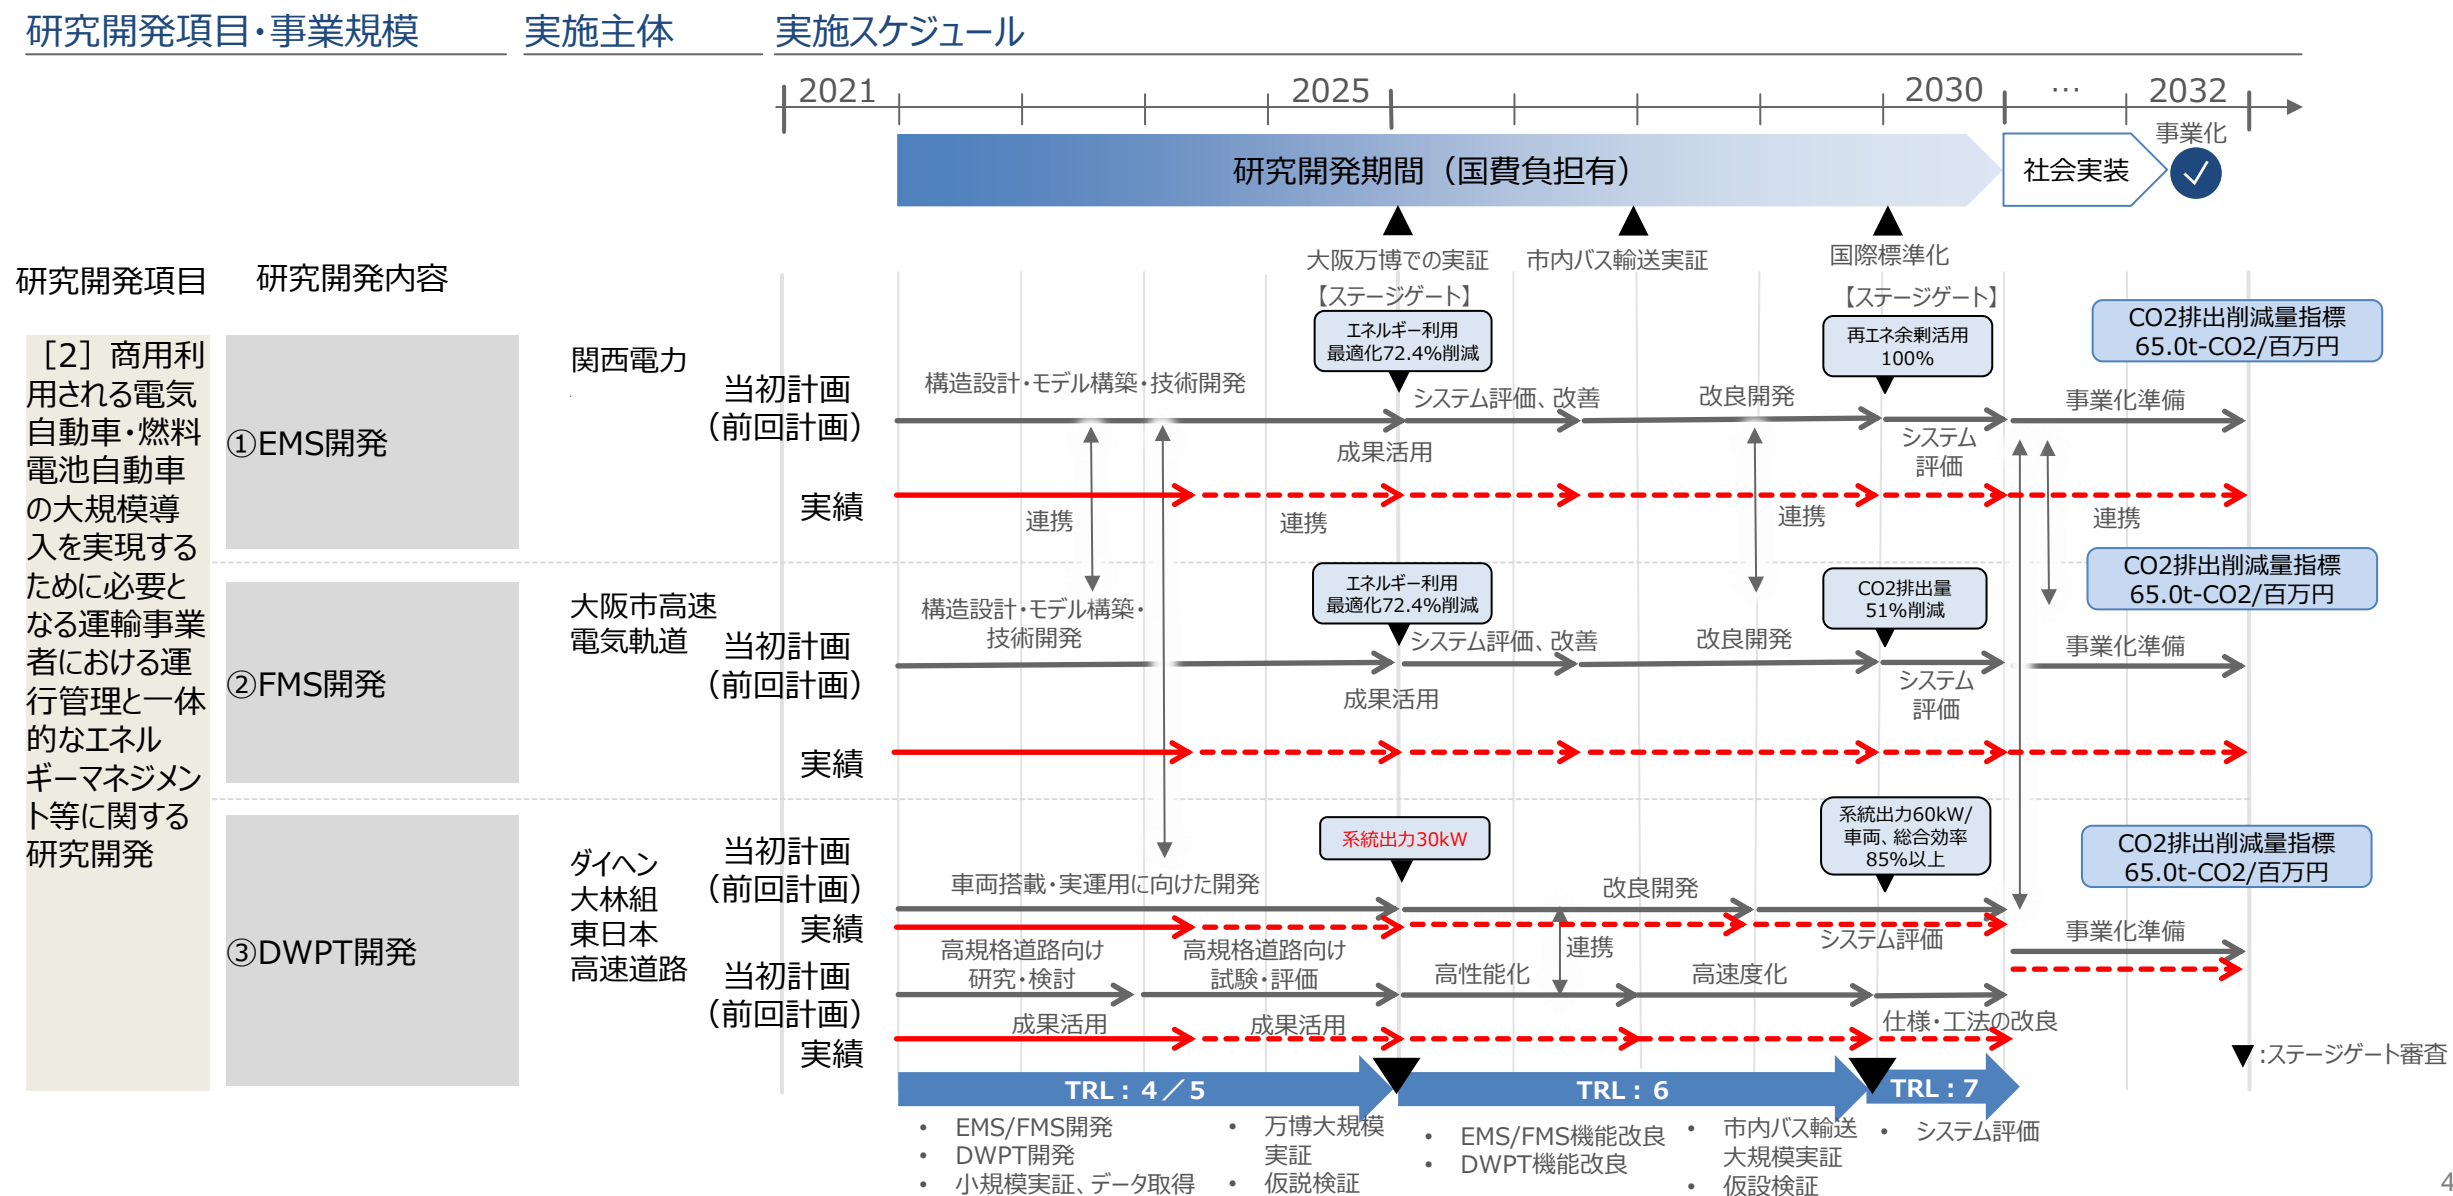 研究開発項目・事業規模
実施主体
実施スケジュール
2021
2025
2030
…
2032
事業化
研究開発期間（国費負担有）
社会実装
大阪万博での実証
市内バス輸送実証
国際標準化
【ステージゲート】
【ステージゲート】
研究開発項目
研究開発内容
［2］商用利
用される電気
自動車・燃料
電池自動車
の大規模導
入を実現する
ために必要と
なる運輸事業
者における運
行管理と一体
的なエネル
ギーマネジメン
ト等に関する
研究開発
①EMS開発
関西電力
当初計画
（前回計画）
実績
構造設計・モデル構築・技術開発
エネルギー利用
最適化72.4%削減
システム評価、改善
成果活用
改良開発
再エネ余剰活用
100%
システム
評価
CO2排出削減量指標
65.0t-CO2/百万円
事業化準備
連携
連携
連携
連携
②FMS開発
大阪市高速
電気軌道
当初計画
（前回計画）
実績
構造設計・モデル構築・
技術開発
エネルギー利用
最適化72.4%削減
システム評価、改善
成果活用
改良開発
CO2排出量
51%削減
システム
評価
CO2排出削減量指標
65.0t-CO2/百万円
事業化準備
③DWPT開発
ダイヘン
大林組
東日本
高速道路
当初計画
（前回計画）
実績
当初計画
（前回計画）
実績
系統出力30kW
車両搭載・実運用に向けた開発
改良開発
系統出力60kW/
車両、総合効率
85%以上
システム評価
CO2排出削減量指標
65.0t-CO2/百万円
事業化準備
高規格道路向け
研究・検討
高規格道路向け
試験・評価
連携
高性能化
高速度化
成果活用
成果活用
仕様・工法の改良
▼:ステージゲート審査
TRL：４／５
TRL：６
TRL：7
• EMS/FMS開発
• DWPT開発
• 小規模実証、データ取得
• 万博大規模
実証
• 仮説検証
• EMS/FMS機能改良
• DWPT機能改良
• 市内バス輸送
大規模実証
• 仮設検証
• システム評価
4